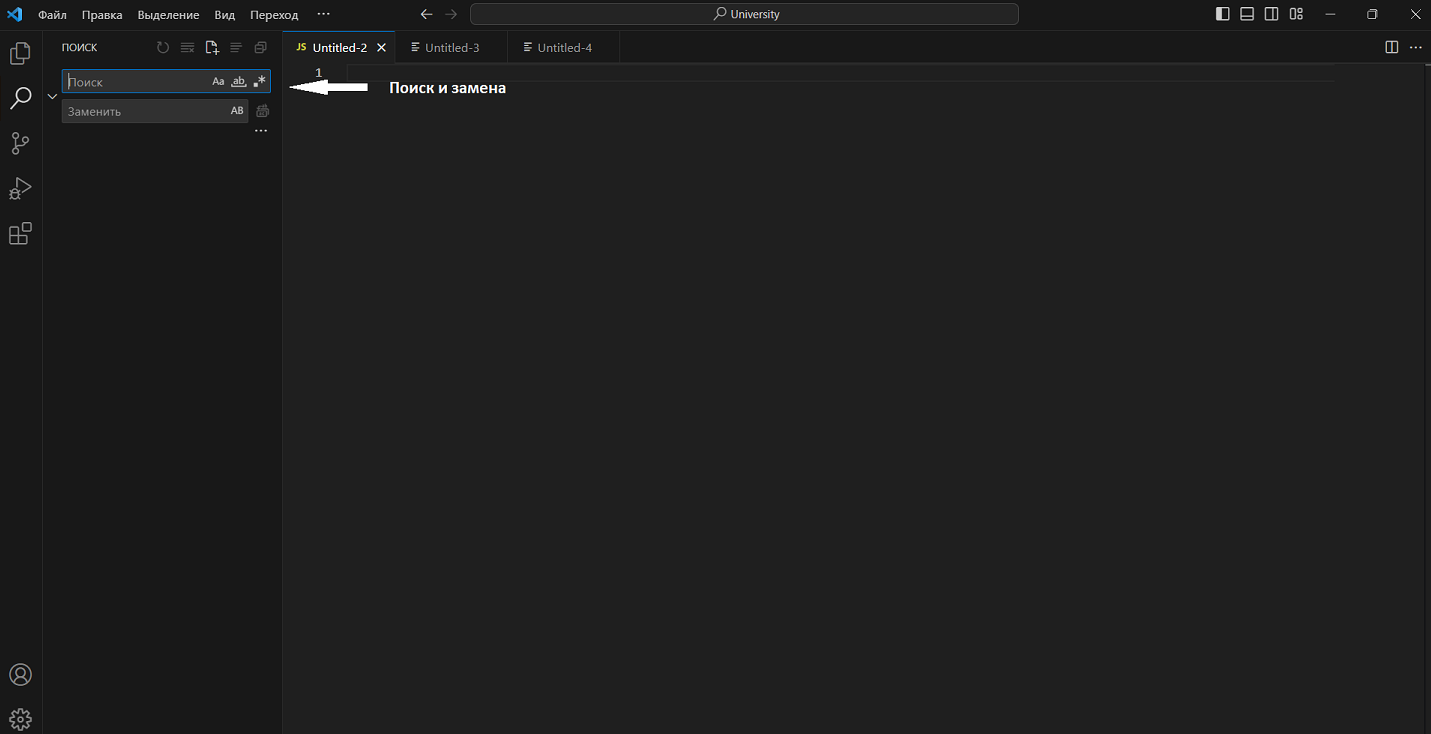 Файл Правка Выделение Вид Переход ··· University
ПОИСК JS Untitled-2 Untitled-3 Untitled-4 ···
1
Поиск Aa ab .* Поиск и замена
Заменить AB
···